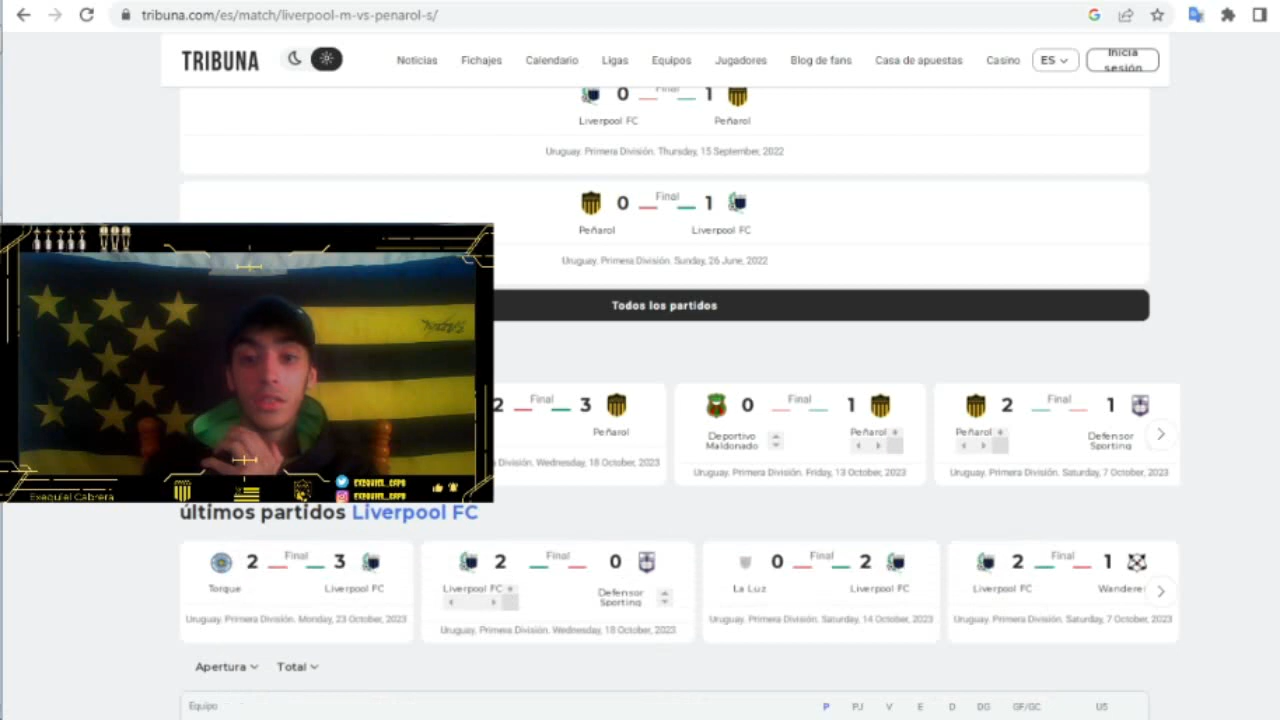 tribuna.com/es/match/liverpool-m-vs-penarol-s/
TRIBUNA
Noticias Fichajes Calendario Ligas Equipos Jugadores Blog de fans Casa de apuestas Casino ES Inicia sesión
0 Final 1
Liverpool FC Peñarol
Uruguay. Primera División. Thursday, 15 September, 2022
0 Final 1
Peñarol Liverpool FC
Uruguay. Primera División. Sunday, 26 June, 2022
Todos los partidos
2 Final 3
Peñarol
División. Wednesday, 18 October, 2023
0 Final 1
Deportivo Maldonado Peñarol
Uruguay. Primera División. Friday, 13 October, 2023
2 Final 1
Peñarol Defensor Sporting
Uruguay. Primera División. Saturday, 7 October, 2023
Exequiel Cabrera
últimos partidos Liverpool FC
2 Final 3
Torque Liverpool FC
Uruguay. Primera División. Monday, 23 October, 2023
2 Final 0
Liverpool FC Defensor Sporting
Uruguay. Primera División. Wednesday, 18 October, 2023
0 Final 2
La Luz Liverpool FC
Uruguay. Primera División. Saturday, 14 October, 2023
2 Final 1
Liverpool FC Wanderer
Uruguay. Primera División. Saturday, 7 October, 2023
Apertura Total
Equipo P PJ V E D DG GF/GC U5